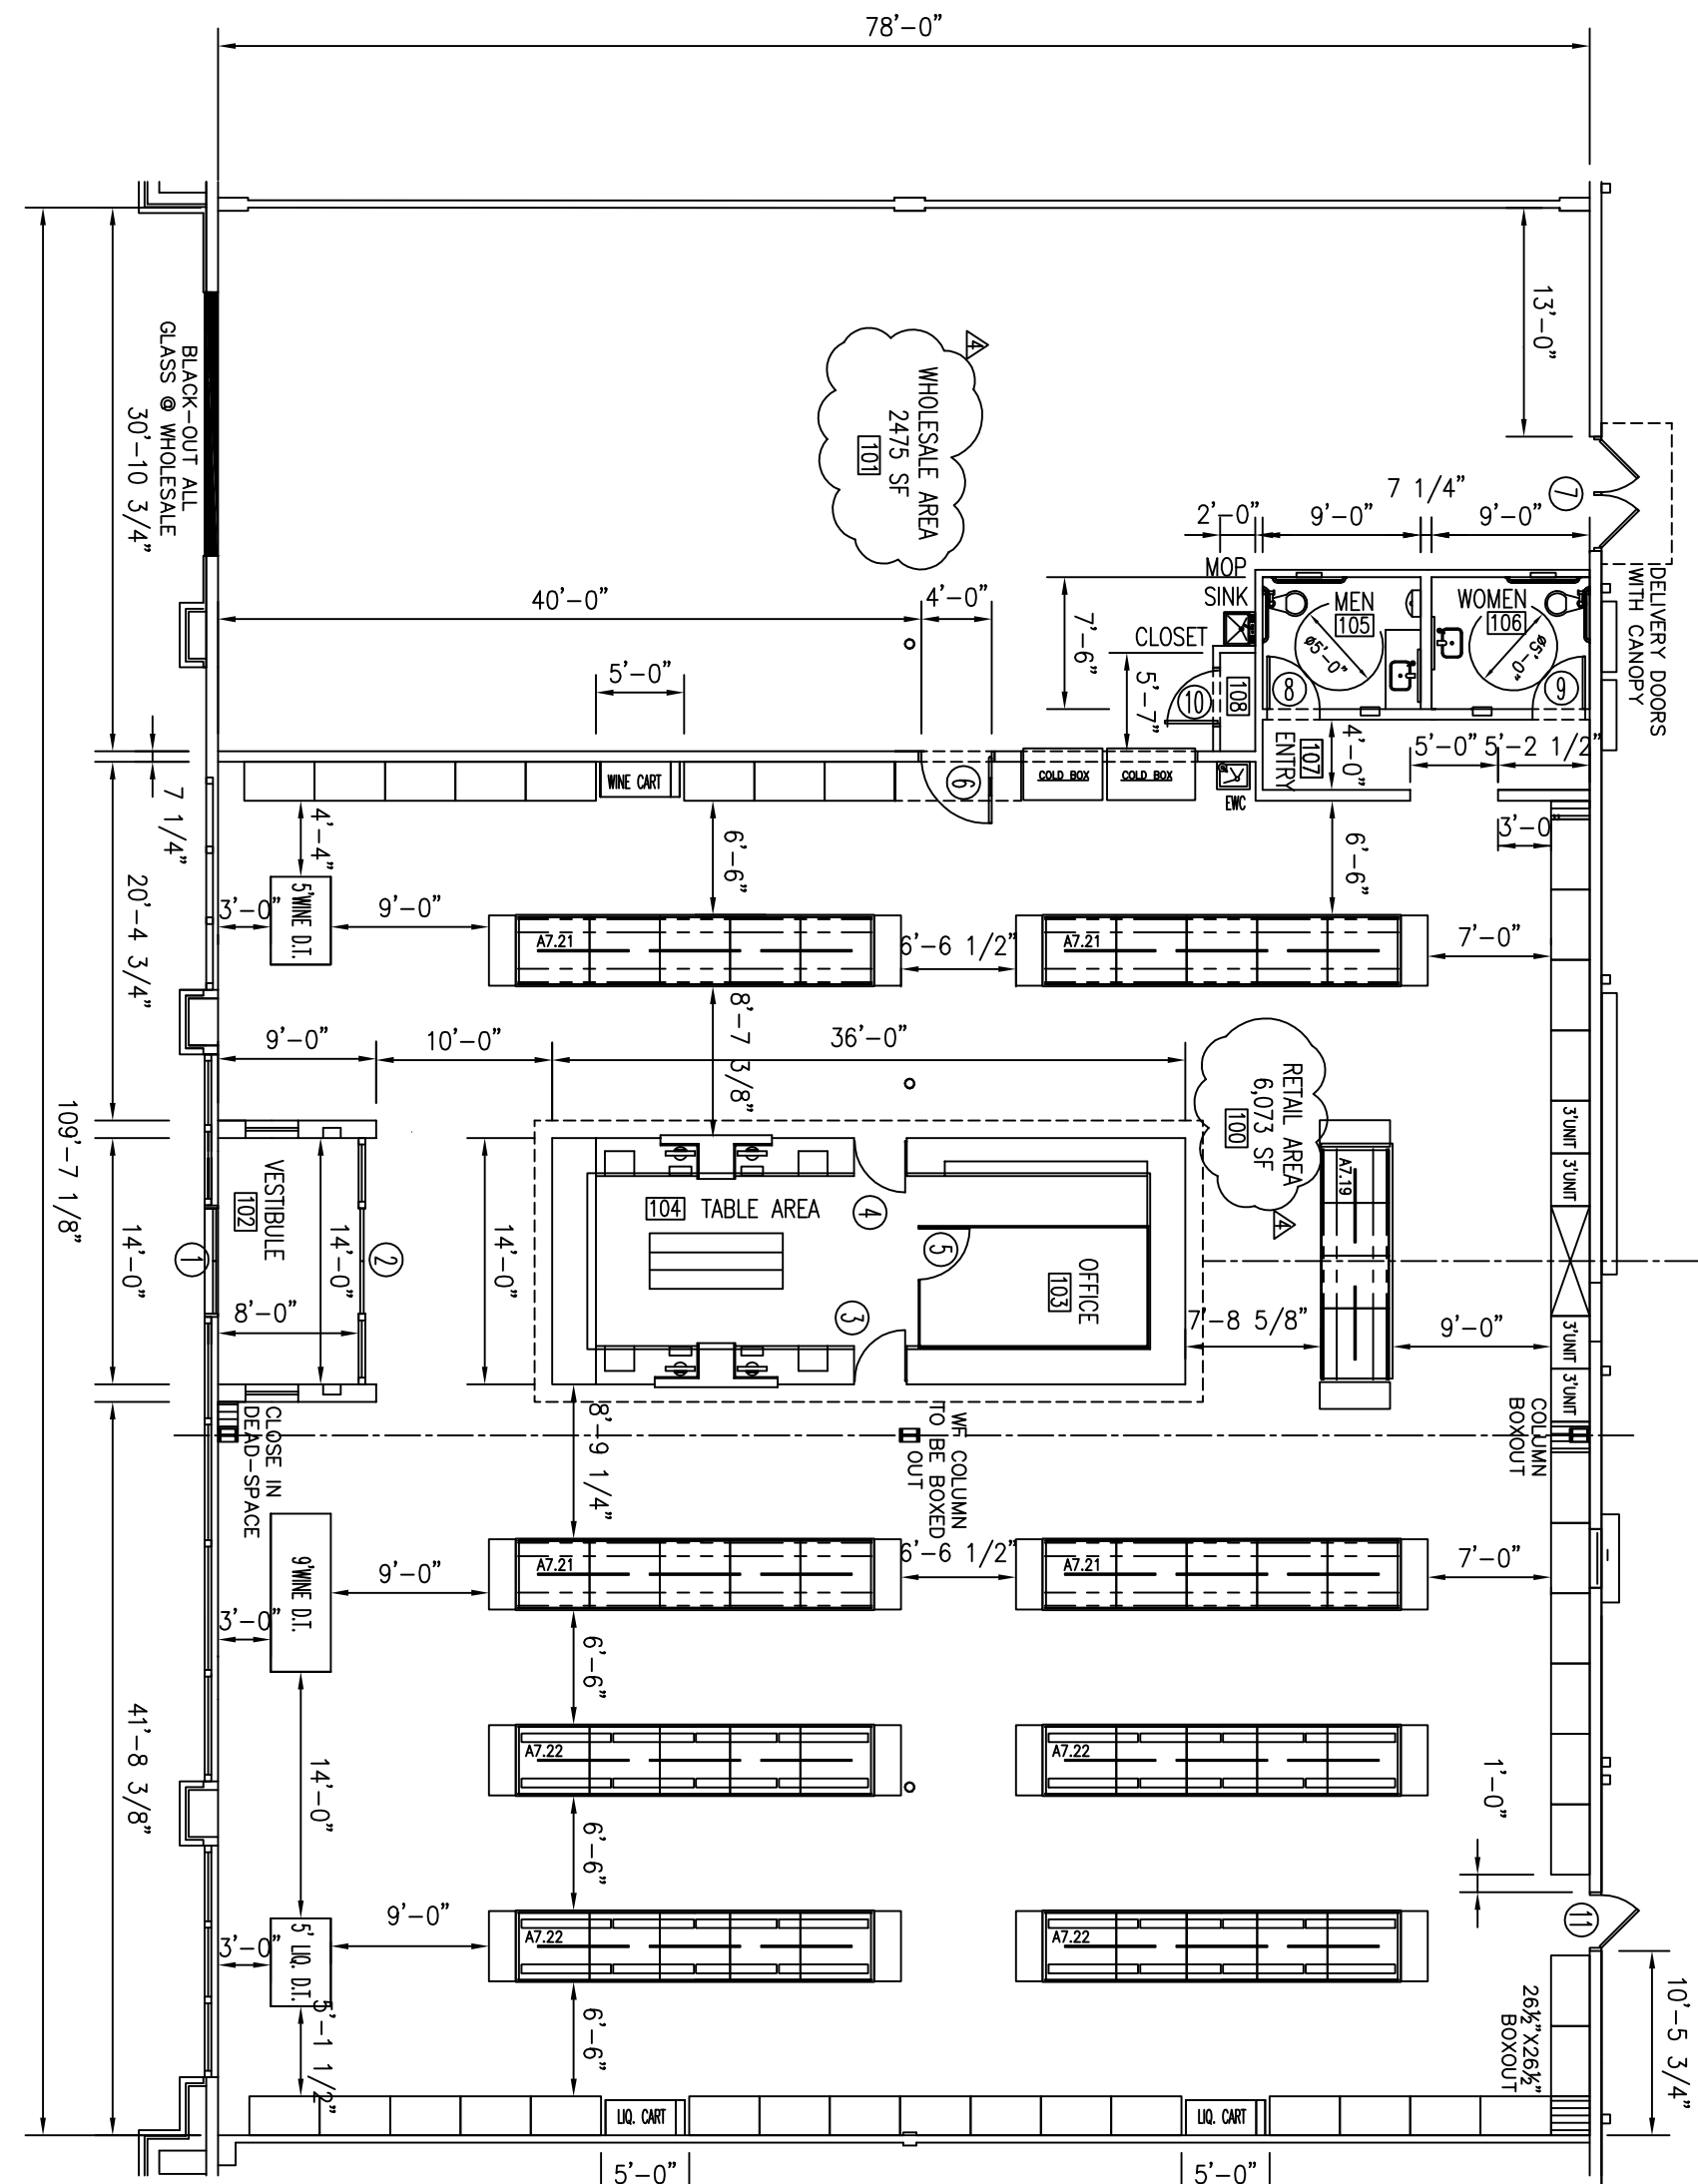 78'-0"
13'-0"
BLACK-OUT ALL
GLASS @ WHOLESALE
30'-10 3/4"
4
WHOLESALE AREA
2475 SF
101
7
DELIVERY DOORS
WITH CANOPY
7 1/4"
2'-0"
9'-0"
9'-0"
MOP
SINK
MEN
105
WOMEN
106
ø5'-0"
ø5'-0"
40'-0"
4'-0"
7'-6"
CLOSET
5'-7"
10
108
8
9
5'-0"
107
ENTRY
4'-0"
5'-0"
5'-2 1/2"
7 1/4"
WINE CART
6
COLD BOX
COLD BOX
EWC
3'-0
4'-4"
6'-6"
6'-6"
20'-4 3/4"
3'-0"
5'WINE D.T.
9'-0"
A7.21
6'-6 1/2"
A7.21
7'-0"
9'-0"
10'-0"
8'-7 3/8"
36'-0"
RETAIL AREA
6,073 SF
100
4
109'-7 1/8"
14'-0"
1
VESTIBULE
102
14'-0"
2
8'-0"
14'-0"
104
TABLE AREA
4
5
3
OFFICE
103
A7.19
7'-8 5/8"
9'-0"
3'UNIT
3'UNIT
3'UNIT
3'UNIT
COLUMN
BOXOUT
CLOSE IN
DEAD-SPACE
8'-9 1/4"
WF COLUMN
TO BE BOXED
OUT
9'WINE D.T.
3'-0"
9'-0"
A7.21
6'-6 1/2"
A7.21
7'-0"
6'-6"
41'-8 3/8"
14'-0"
A7.22
A7.22
1'-0"
6'-6"
3'-0"
5' LIQ. D.T.
9'-0"
A7.22
A7.22
11
5'-1 1/2"
6'-6"
26½"X26½"
BOXOUT
10'-5 3/4"
LIQ. CART
LIQ. CART
5'-0"
5'-0"